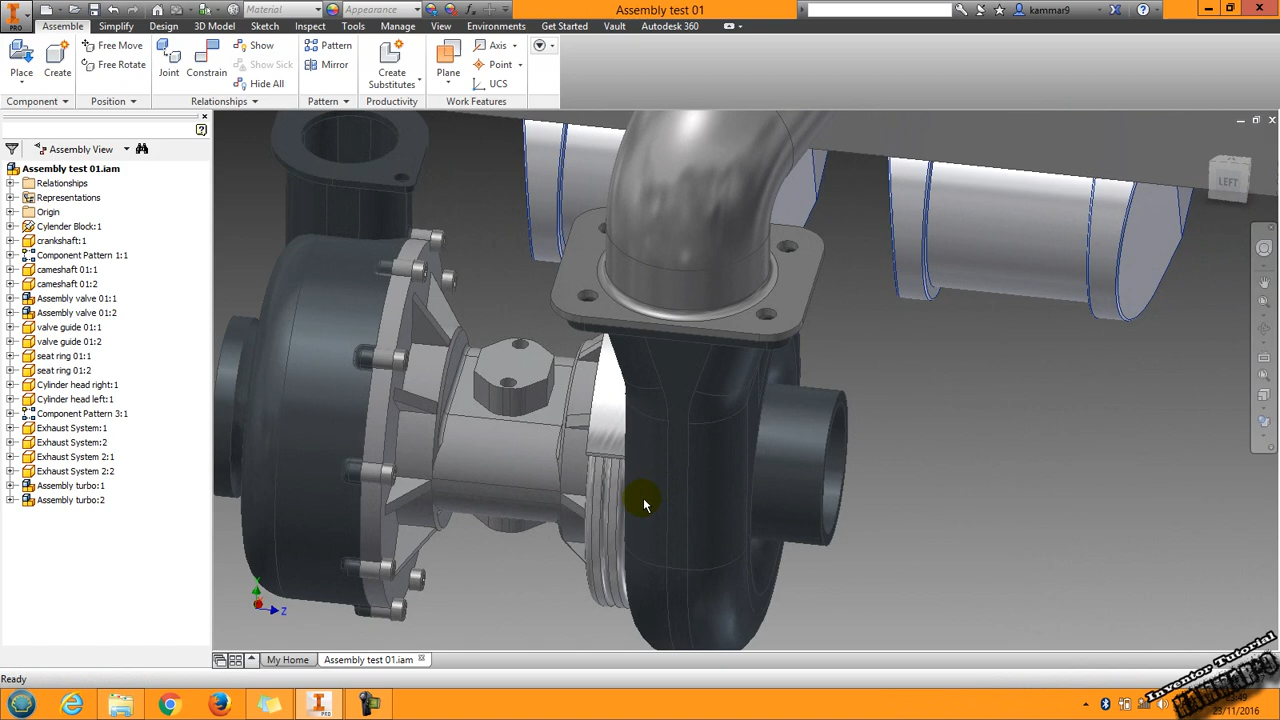 Material
Appearance
Assembly test 01
kammar9
PRO
Assemble
Simplify
Design
3D Model
Sketch
Inspect
Tools
Manage
View
Environments
Get Started
Vault
Autodesk 360
Place
Create
Free Move
Free Rotate
Joint
Constrain
Show
Show Sick
Hide All
Pattern
Mirror
Create
Substitutes
Plane
Axis
Point
UCS
Component
Position
Relationships
Pattern
Productivity
Work Features
Assembly View
Assembly test 01.iam
Relationships
Representations
Origin
Cylender Block:1
crankshaft:1
Component Pattern 1:1
cameshaft 01:1
cameshaft 01:2
Assembly valve 01:1
Assembly valve 01:2
valve guide 01:1
valve guide 01:2
seat ring 01:1
seat ring 01:2
Cylinder head right:1
Cylinder head left:1
Component Pattern 3:1
Exhaust System:1
Exhaust System:2
Exhaust System 2:1
Exhaust System 2:2
Assembly turbo:1
Assembly turbo:2
LEFT
Y
Z
My Home
Assembly test 01.iam
Ready
Inventor Tutorial
23/11/2016